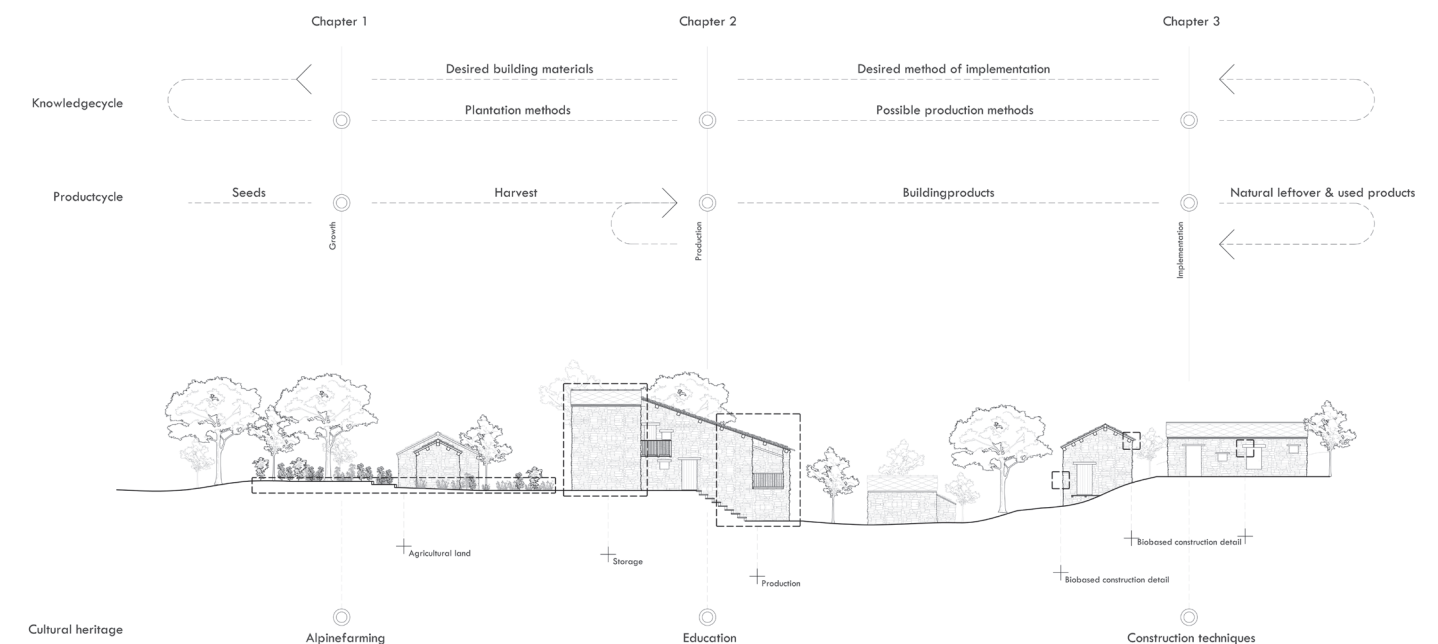 Chapter 1
Chapter 2
Chapter 3
Desired building materials
Desired method of implementation
Knowledgecycle
Plantation methods
Possible production methods
Productcycle
Seeds
Harvest
Buildingproducts
Natural leftover & used products
Growth
Production
Implementation
Agricultural land
Storage
Production
Biobased construction detail
Biobased construction detail
Cultural heritage
Alpinefarming
Education
Construction techniques